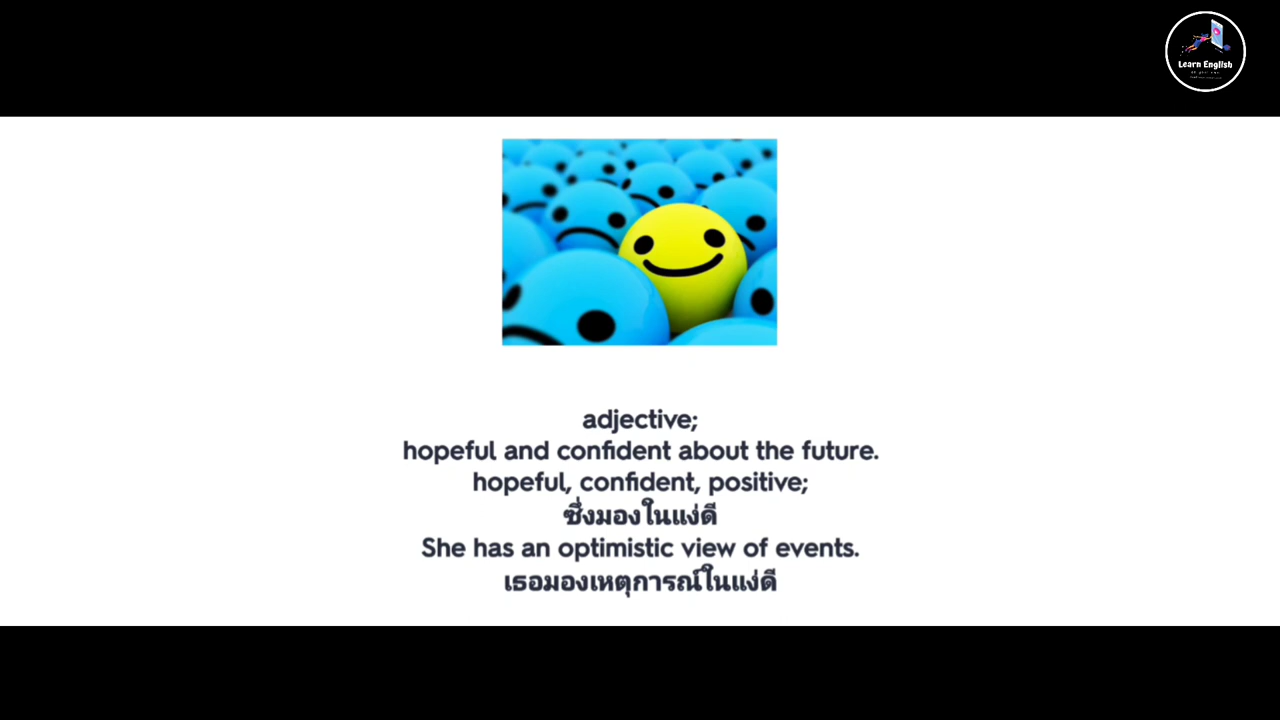 Learn English
adjective;
hopeful and confident about the future.
hopeful, confident, positive;
ซึ่งมองในแง่ดี
She has an optimistic view of events.
เธอมองเหตุการณ์ในแง่ดี